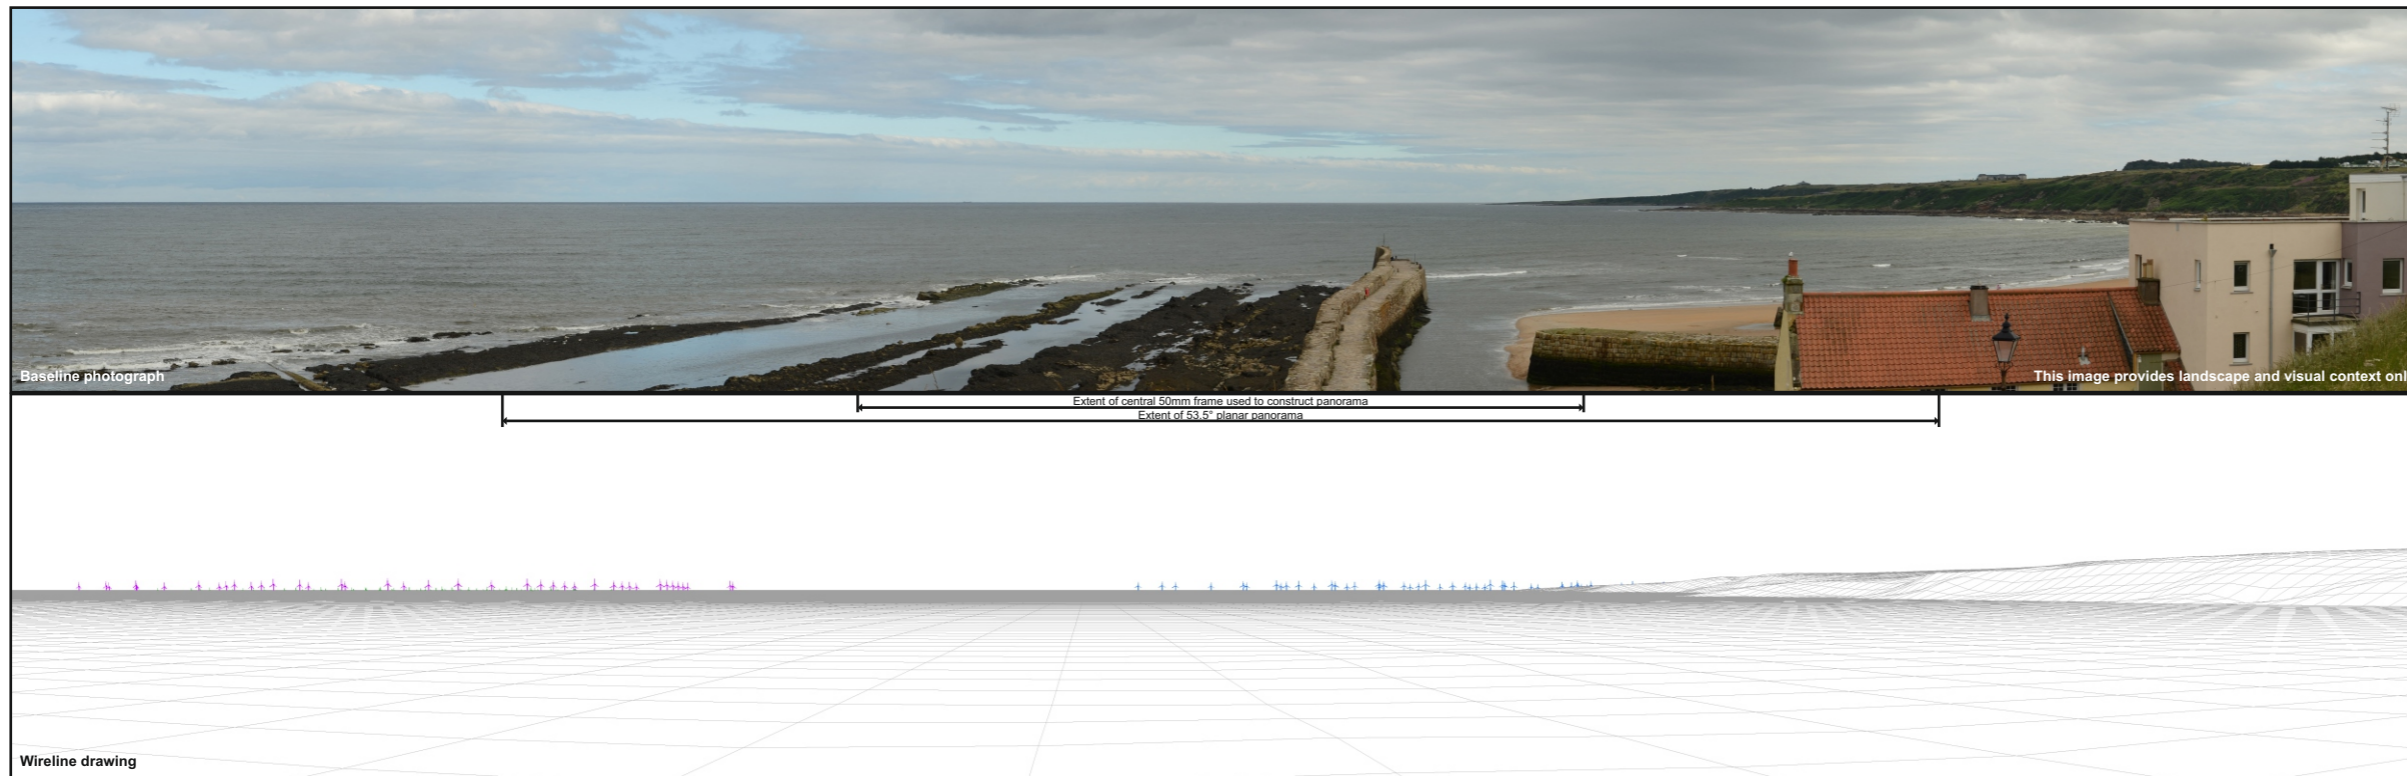 Baseline photograph
This image provides landscape and visual context onl
Extent of central 50mm frame used to construct panorama
Extent of 53.5° planar panorama
Wireline drawing